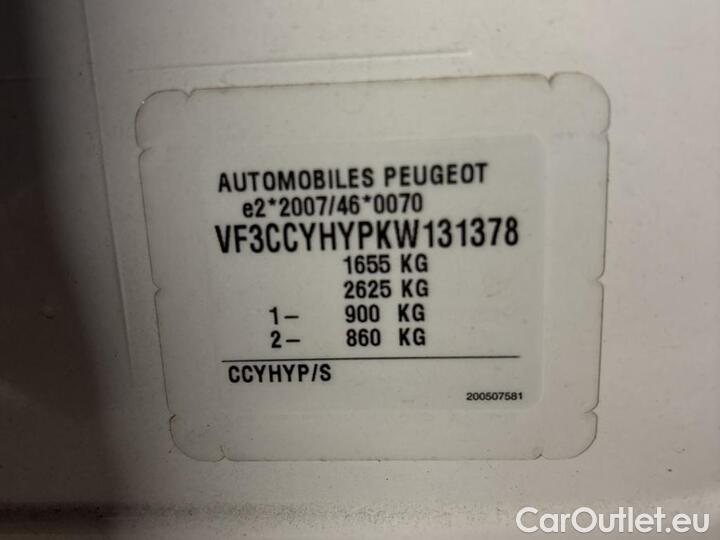 AUTOMOBILES PEUGEOT
e2*2007/46*0070
VF3CCYHYPKW131378
1655 KG
2625 KG
1- 900 KG
2- 860 KG
CCYHYP/S
200507581
CarOutlet.eu